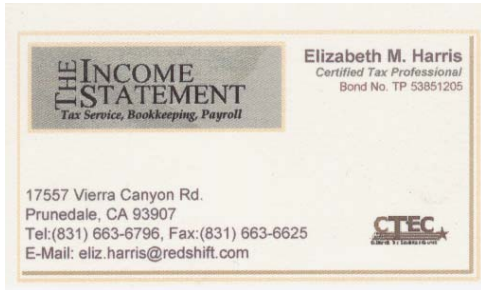 THE INCOME
STATEMENT
Tax Service, Bookkeeping, Payroll
Elizabeth M. Harris
Certified Tax Professional
Bond No. TP 53851205
17557 Vierra Canyon Rd.
Prunedale, CA 93907
Tel:(831) 663-6796, Fax:(831) 663-6625
E-Mail: eliz.harris@redshift.com
CTEC